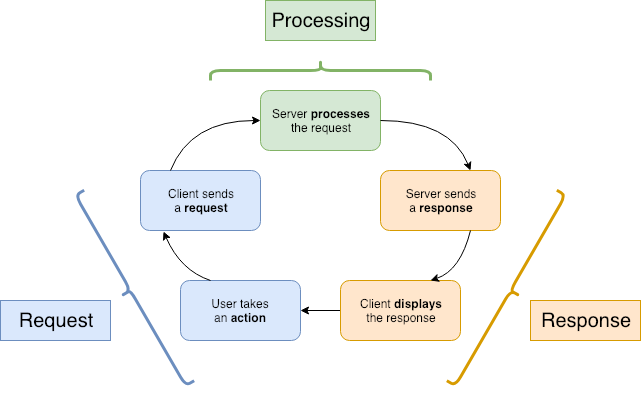 Processing
Server processes
the request
Client sends
a request
Server sends
a response
User takes
an action
Client displays
the response
Request
Response